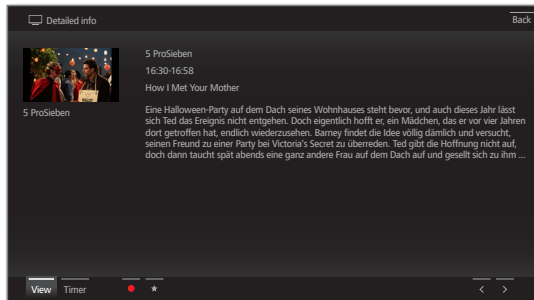 Detailed info
Back
5 ProSieben
16:30-16:58
How I Met Your Mother
5 ProSieben
Eine Halloween-Party auf dem Dach seines Wohnhauses steht bevor, und auch dieses Jahr lässt
sich Ted das Ereignis nicht entgehen. Doch eigentlich hofft er, ein Mädchen, das er vor vier Jahren
dort getroffen hat, endlich wiederzusehen. Barney findet die Idee völlig dämlich und versucht,
seinen Freund zu einer Party bei Victoria's Secret zu überreden. Ted gibt die Hoffnung nicht auf,
doch dann taucht spät abends eine ganz andere Frau auf dem Dach auf und gesellt sich zu ihm ...
View
Timer